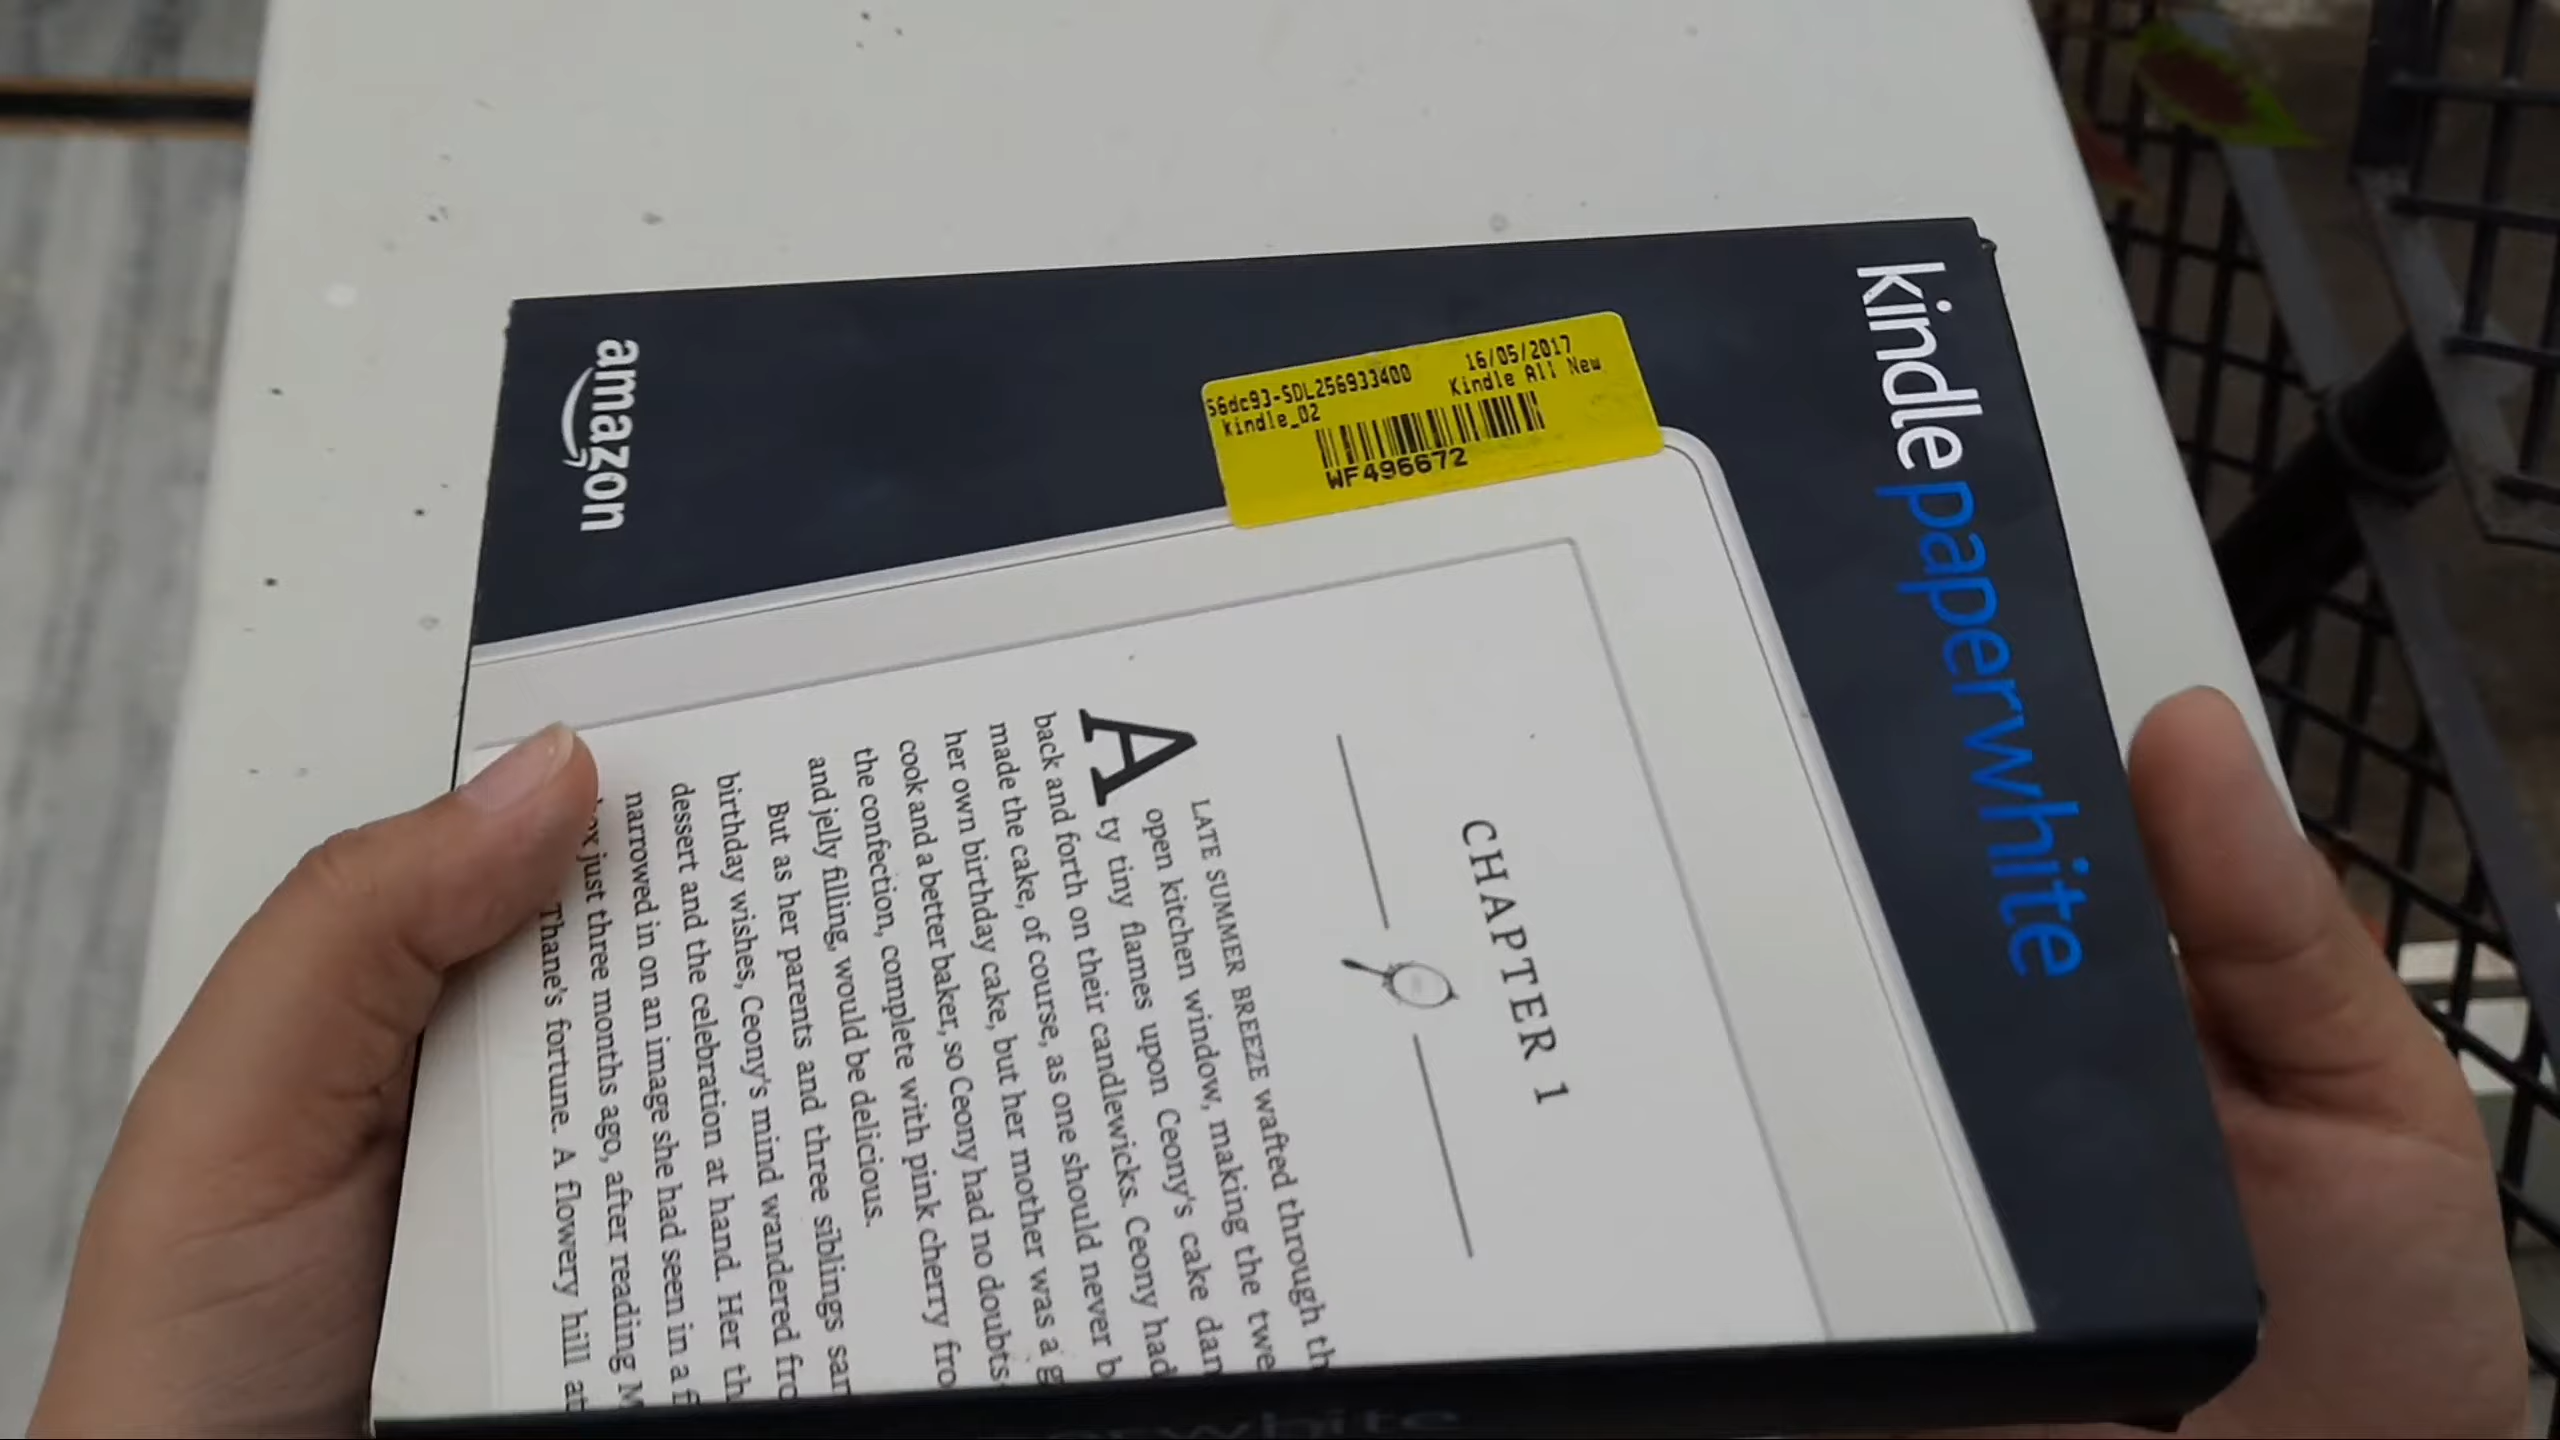 kindle paperwhite
amazon
S6dc93-SDL256933400 16/05/2017
kindle_02 Kindle All New
WF496672
CHAPTER 1
A LATE SUMMER BREEZE wafted through th
open kitchen window, making the twe
ty tiny flames upon Ceony's cake dan
back and forth on their candlewicks. Ceony had
made the cake, of course, as one should never b
her own birthday cake, but her mother was a g
cook and a better baker, so Ceony had no doubts
the confection, complete with pink cherry fro
and jelly filling, would be delicious.
But as her parents and three siblings san
birthday wishes, Ceony's mind wandered fro
dessert and the celebration at hand. Her th
narrowed in on an image she had seen in a f
just three months ago, after reading M
Thane's fortune. A flowery hill at